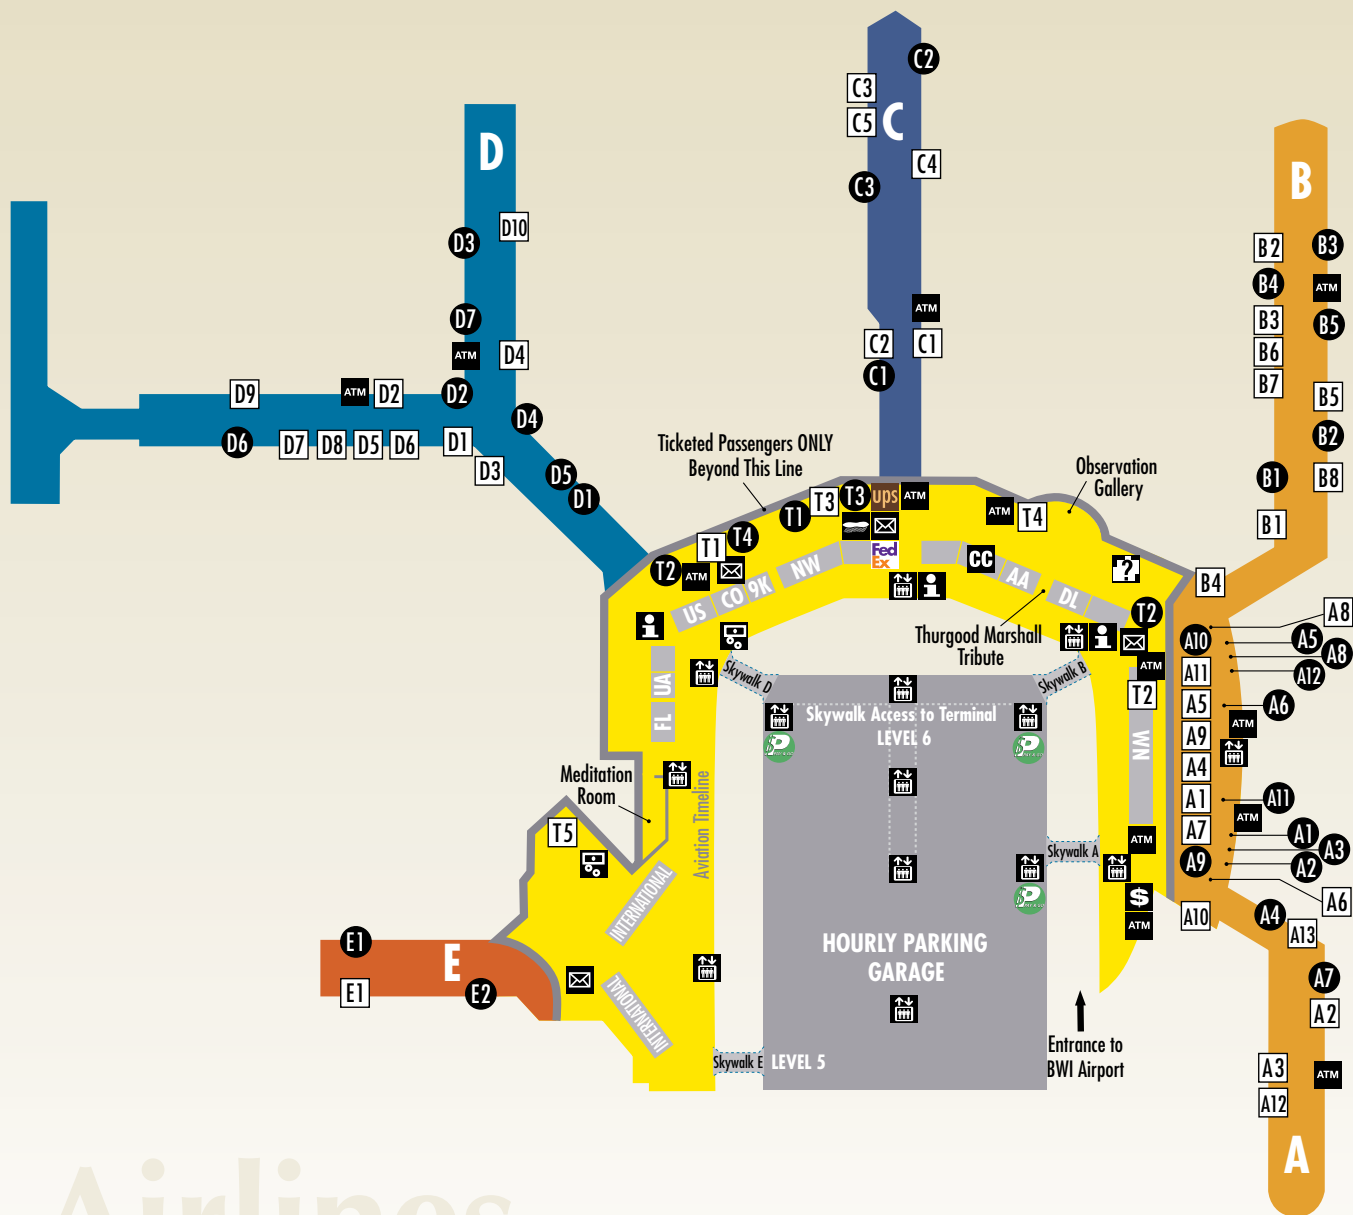 C2
C3
C5
C
C4
C3
D
B
D10
D3
B2
B3
B4
ATM
D7
ATM
B3
B5
C2
C1
ATM
D4
B6
C1
B7
D9
ATM
D2
D2
B5
D4
D6
D7
D8
D5
D6
D1
B2
Ticketed Passengers ONLY
Beyond This Line
Observation
Gallery
D3
D5
B1
B8
D1
T3
T3
ups
ATM
T1
ATM
T4
B1
T4
T1
Fed
Ex
NW
CC
AA
?
T2
ATM
9K
CO
US
DL
B4
T2
A8
Thurgood Marshall
Tribute
A10
A5
A8
Skywalk D
Skywalk B
ATM
A11
A12
UA
T2
A5
A6
Skywalk Access to Terminal
LEVEL 6
FL
ATM
A9
WN
Meditation
Room
A4
Aviation Timeline
A1
A11
ATM
T5
A7
A1
ATM
Skywalk A
A3
A9
A2
INTERNATIONAL
$
A6
ATM
A10
A4
A13
HOURLY PARKING
GARAGE
E1
E
A7
E1
E2
INTERNATIONAL
A2
Entrance to
BWI Airport
Skywalk E
LEVEL 5
A3
ATM
A12
A
Airlines